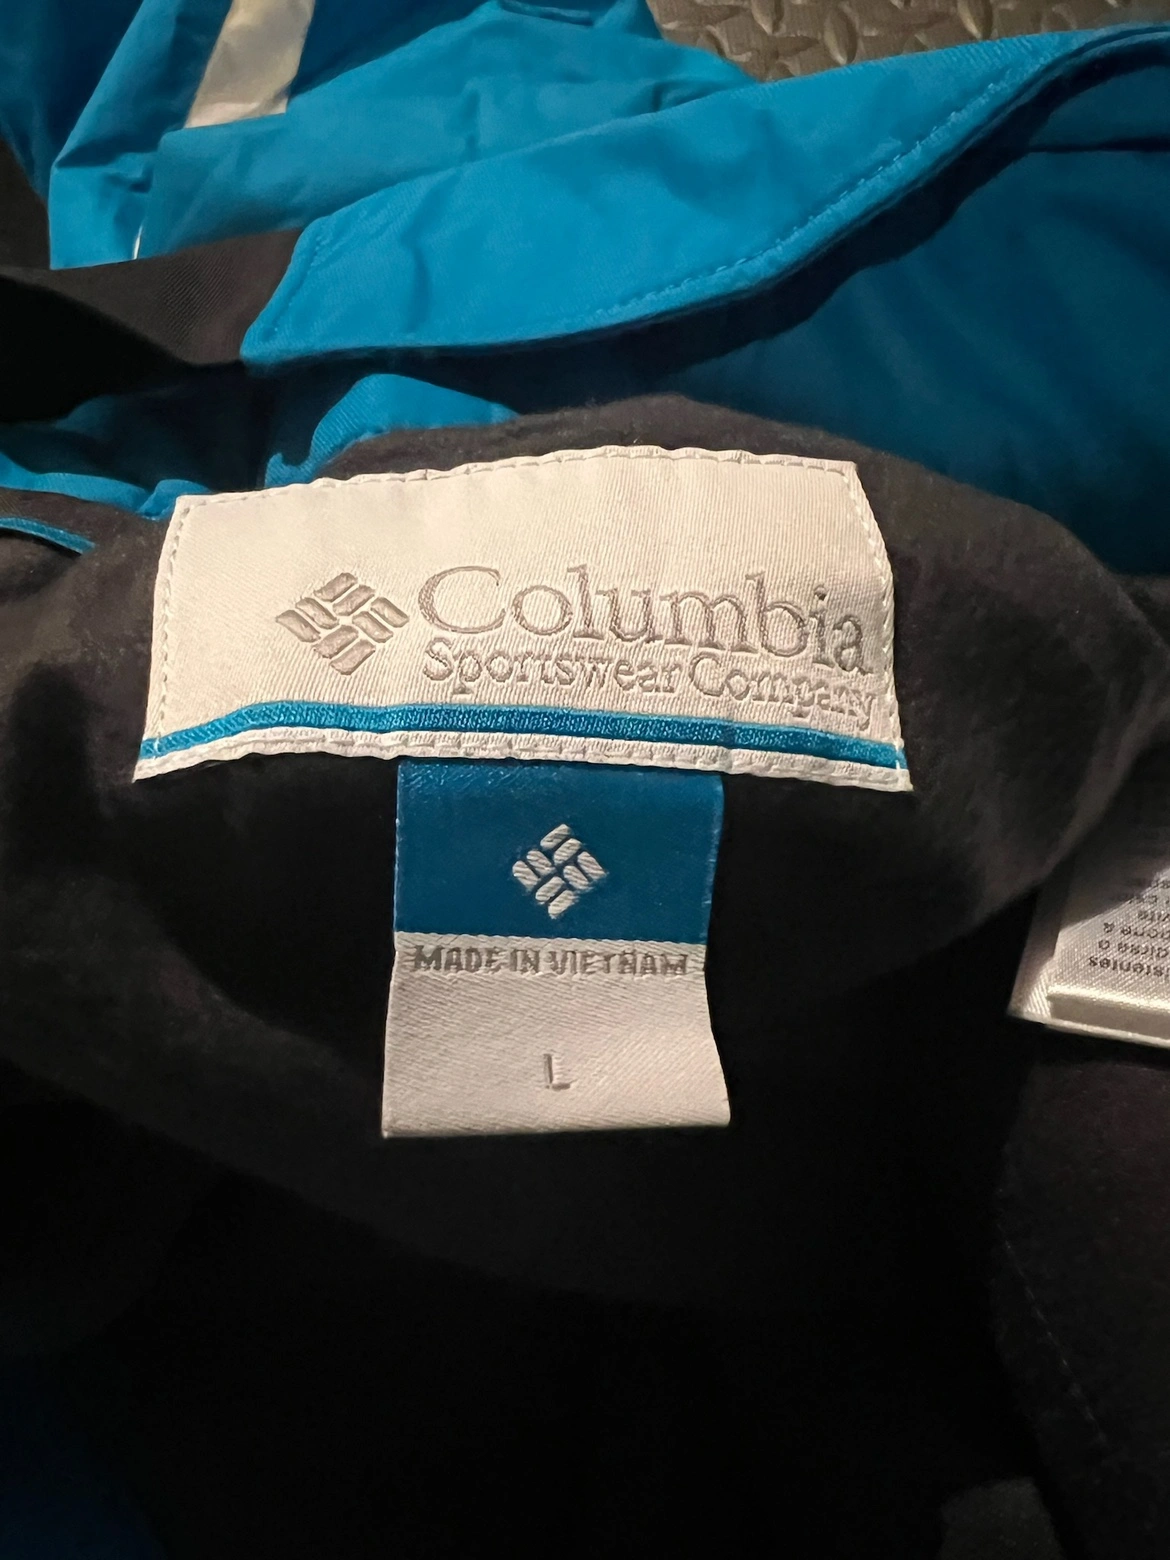 Columbia
Sportswear Company
MADE IN VIETNAM
L